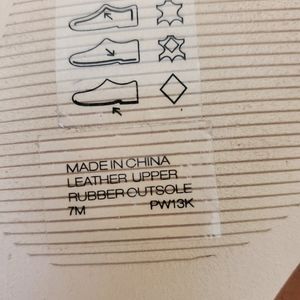 MADE IN CHINA
LEATHER UPPER
RUBBER OUTSOLE
7M PW13K